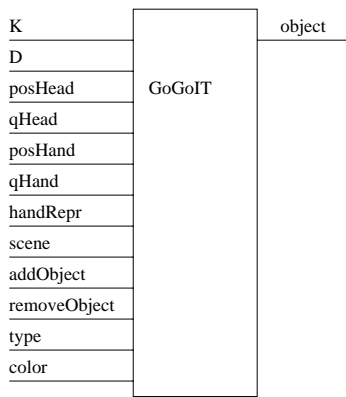 K
object
D
posHead
GoGoIT
qHead
posHand
qHand
handRepr
scene
addObject
removeObject
type
color